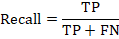 Recall = TP / (TP + FN)